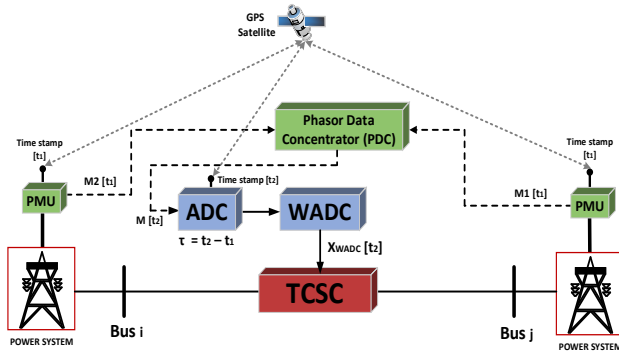 GPS
Satellite
Phasor Data
Concentrator (PDC)
Time stamp
[t₁]
Time stamp
[t₁]
M2 [t₁]
Time stamp [t₂]
M1 [t₁]
PMU
M [t₂]
ADC
WADC
PMU
τ = t₂ – t₁
X_WADC [t₂]
TCSC
Bus i
Bus j
POWER SYSTEM
POWER SYSTEM